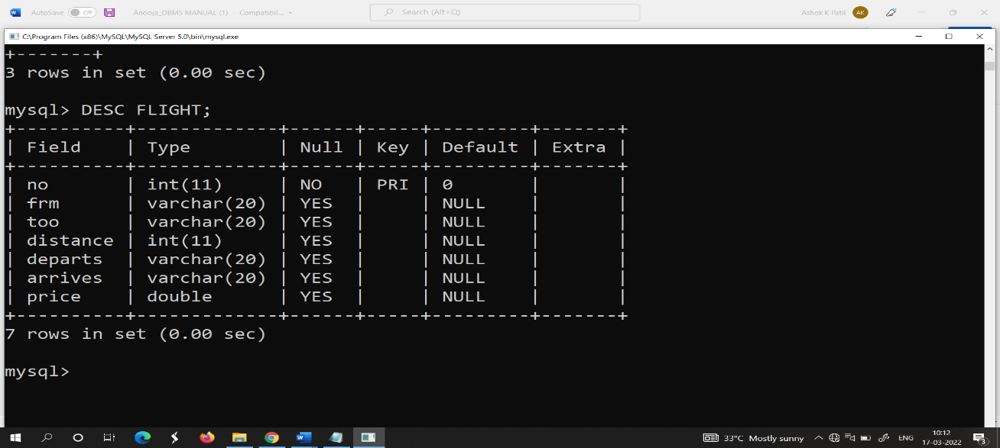 AutoSave Off Anooja_DBMS MANUAL (1) - Compatibil... Search (Alt+Q) Ashok K Patil AK
C:\Program Files (x86)\MySQL\MySQL Server 5.0\bin\mysql.exe
+-------+
3 rows in set (0.00 sec)
mysql> DESC FLIGHT;
+----------+-------------+------+-----+---------+-------+
| Field    | Type        | Null | Key | Default | Extra |
+----------+-------------+------+-----+---------+-------+
| no       | int(11)     | NO   | PRI | 0       |       |
| frm      | varchar(20) | YES  |     | NULL    |       |
| too      | varchar(20) | YES  |     | NULL    |       |
| distance | int(11)     | YES  |     | NULL    |       |
| departs  | varchar(20) | YES  |     | NULL    |       |
| arrives  | varchar(20) | YES  |     | NULL    |       |
| price    | double      | YES  |     | NULL    |       |
+----------+-------------+------+-----+---------+-------+
7 rows in set (0.00 sec)
mysql>
33°C Mostly sunny ENG 10:12
17-03-2022 3